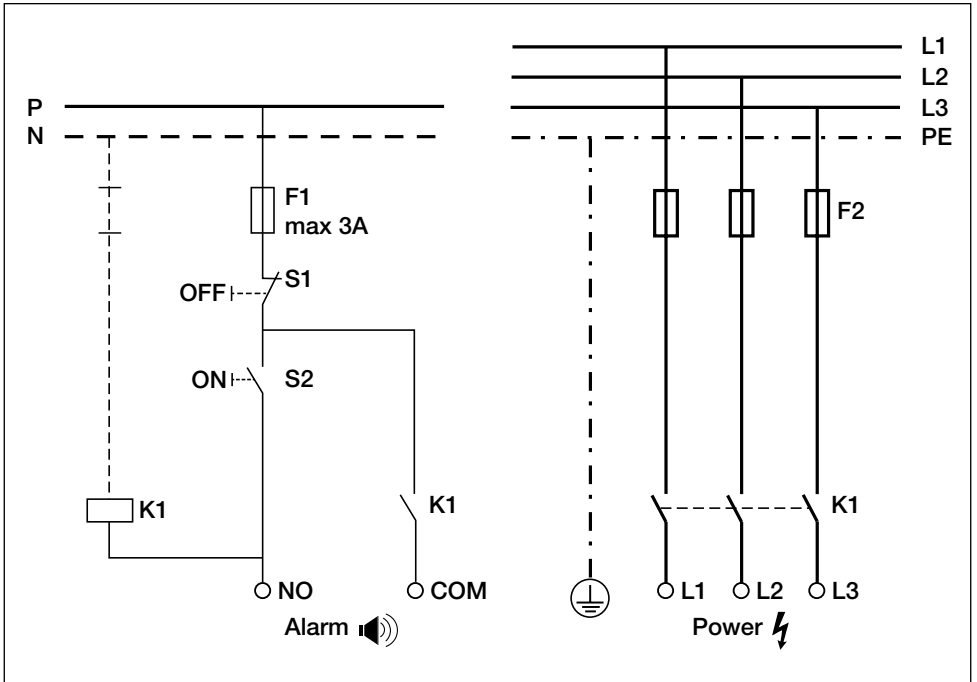 P
N
F1
max 3A
S1
OFF
ON
S2
K1
K1
NO
COM
Alarm
L1
L2
L3
PE
F2
K1
L1
L2
L3
Power